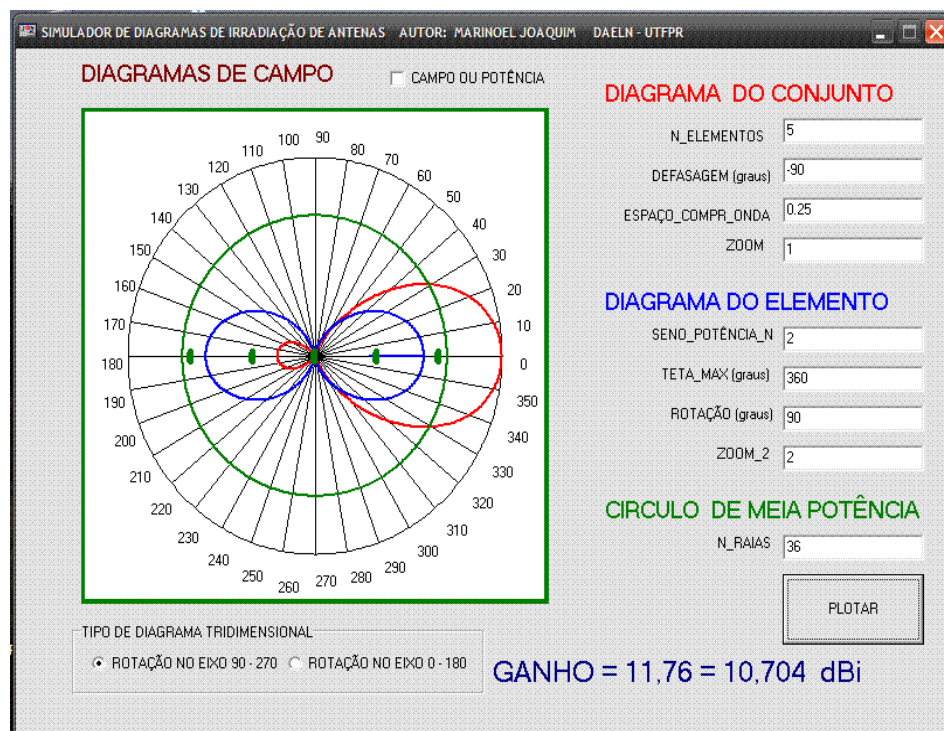 SIMULADOR DE DIAGRAMAS DE IRRADIAÇÃO DE ANTENAS AUTOR: MARINOEL JOAQUIM DAELN - UTFPR
DIAGRAMAS DE CAMPO
CAMPO OU POTÊNCIA
90
100
80
110
70
120
60
130
50
140
40
150
30
160
20
170
10
180
0
190
350
200
340
210
330
220
320
230
310
240
300
250
290
260
270
280
TIPO DE DIAGRAMA TRIDIMENSIONAL
ROTAÇÃO NO EIXO 90 - 270 ROTAÇÃO NO EIXO 0 - 180
DIAGRAMA DO CONJUNTO
N_ELEMENTOS 5
DEFASAGEM (graus) -90
ESPAÇO_COMPR_ONDA 0.25
ZOOM 1
DIAGRAMA DO ELEMENTO
SENO_POTÊNCIA_N 2
TETA_MAX (graus) 360
ROTAÇÃO (graus) 90
ZOOM_2 2
CIRCULO DE MEIA POTÊNCIA
N_RAIAS 36
PLOTAR
GANHO = 11,76 = 10,704 dBi